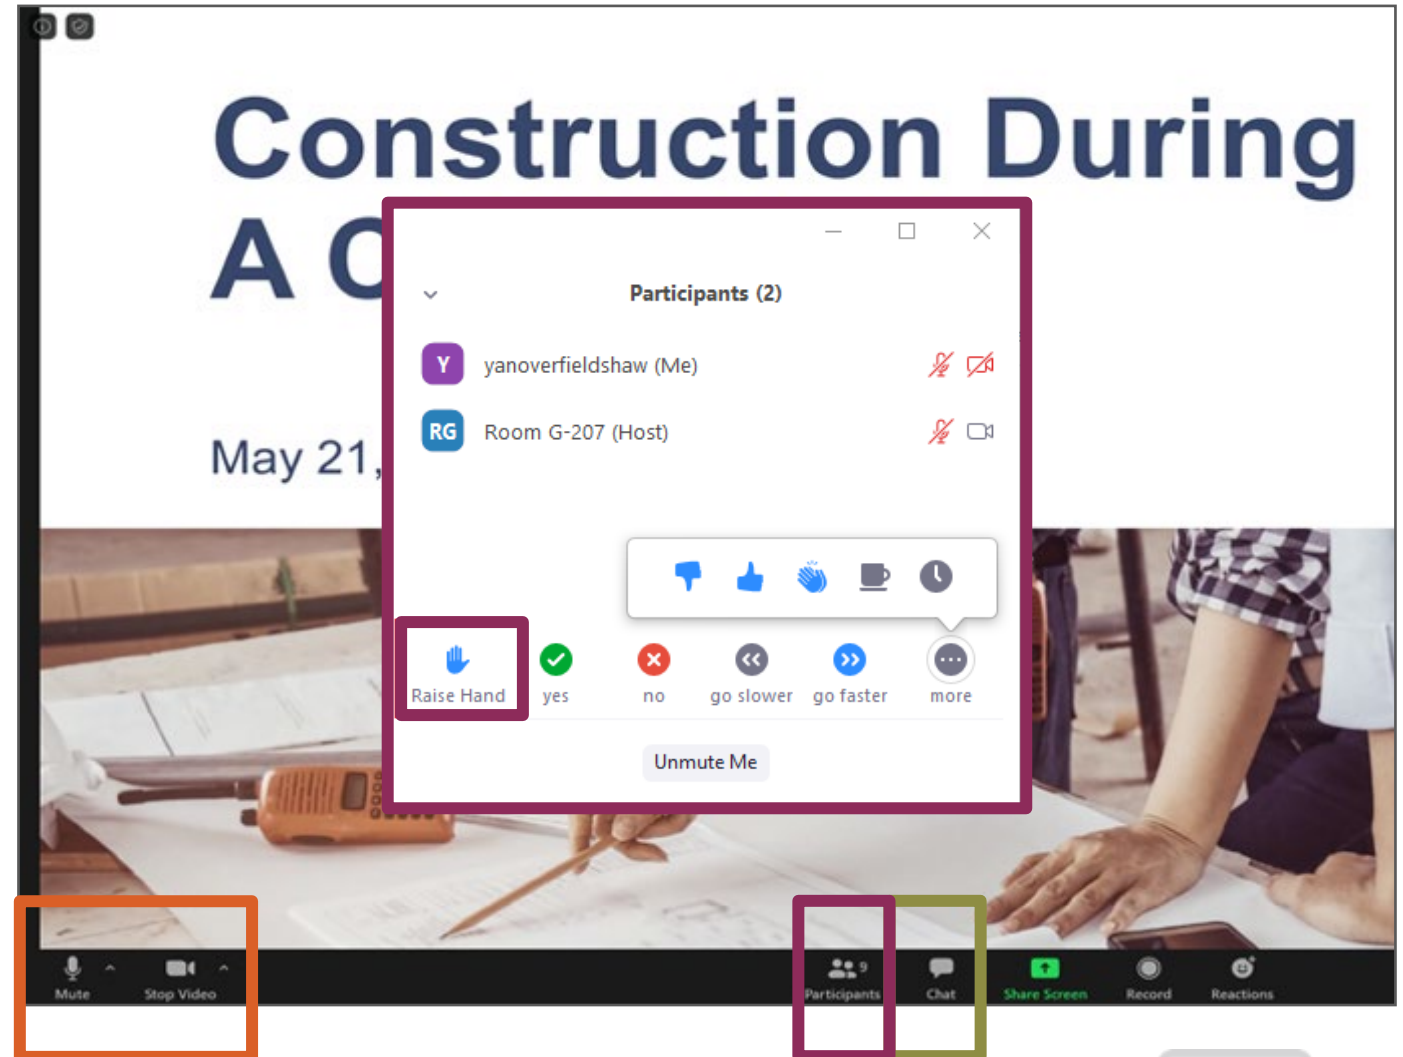 Construction During
A C
Participants (2)
Y yanoverfieldshaw (Me)
RG Room G-207 (Host)
May 21,
Raise Hand yes no go slower go faster more
Unmute Me
Mute Stop Video Participants 9 Chat Share Screen Record Reactions